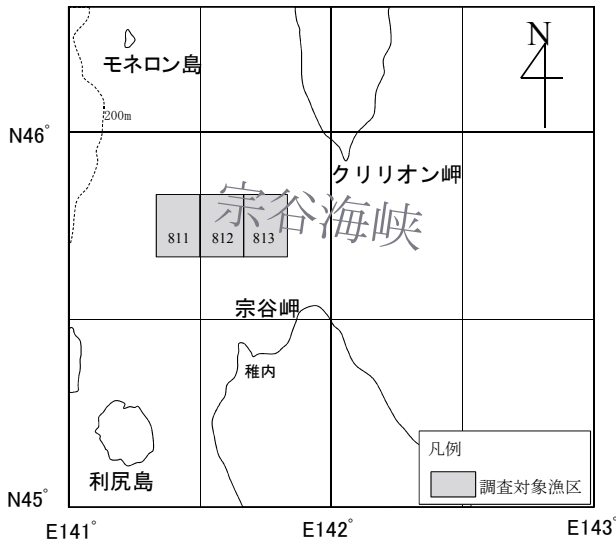 モネロン島
N
200m
N46°
クリリオン岬
宗谷海峡
811
812
813
宗谷岬
稚内
凡例
調査対象漁区
利尻島
N45°
E141°
E142°
E143°